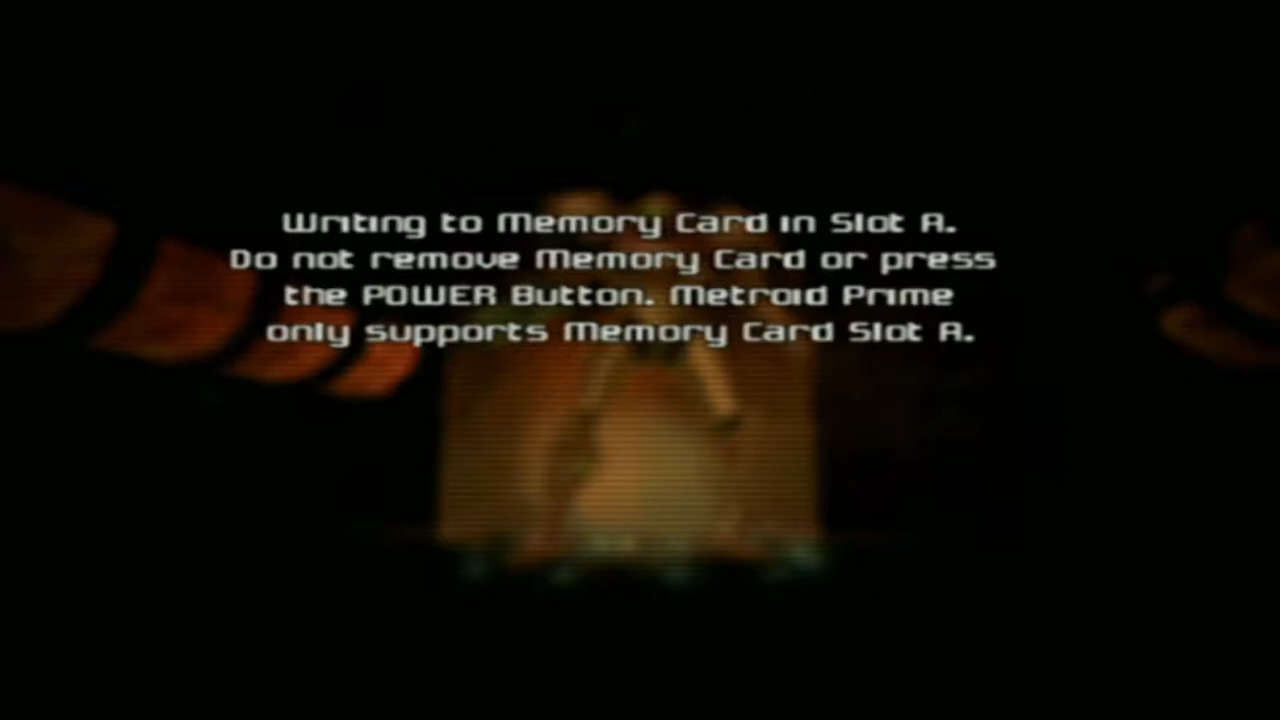 Writing to Memory Card in Slot A.
Do not remove Memory Card or press
the POWER Button. Metroid Prime
only supports Memory Card Slot A.